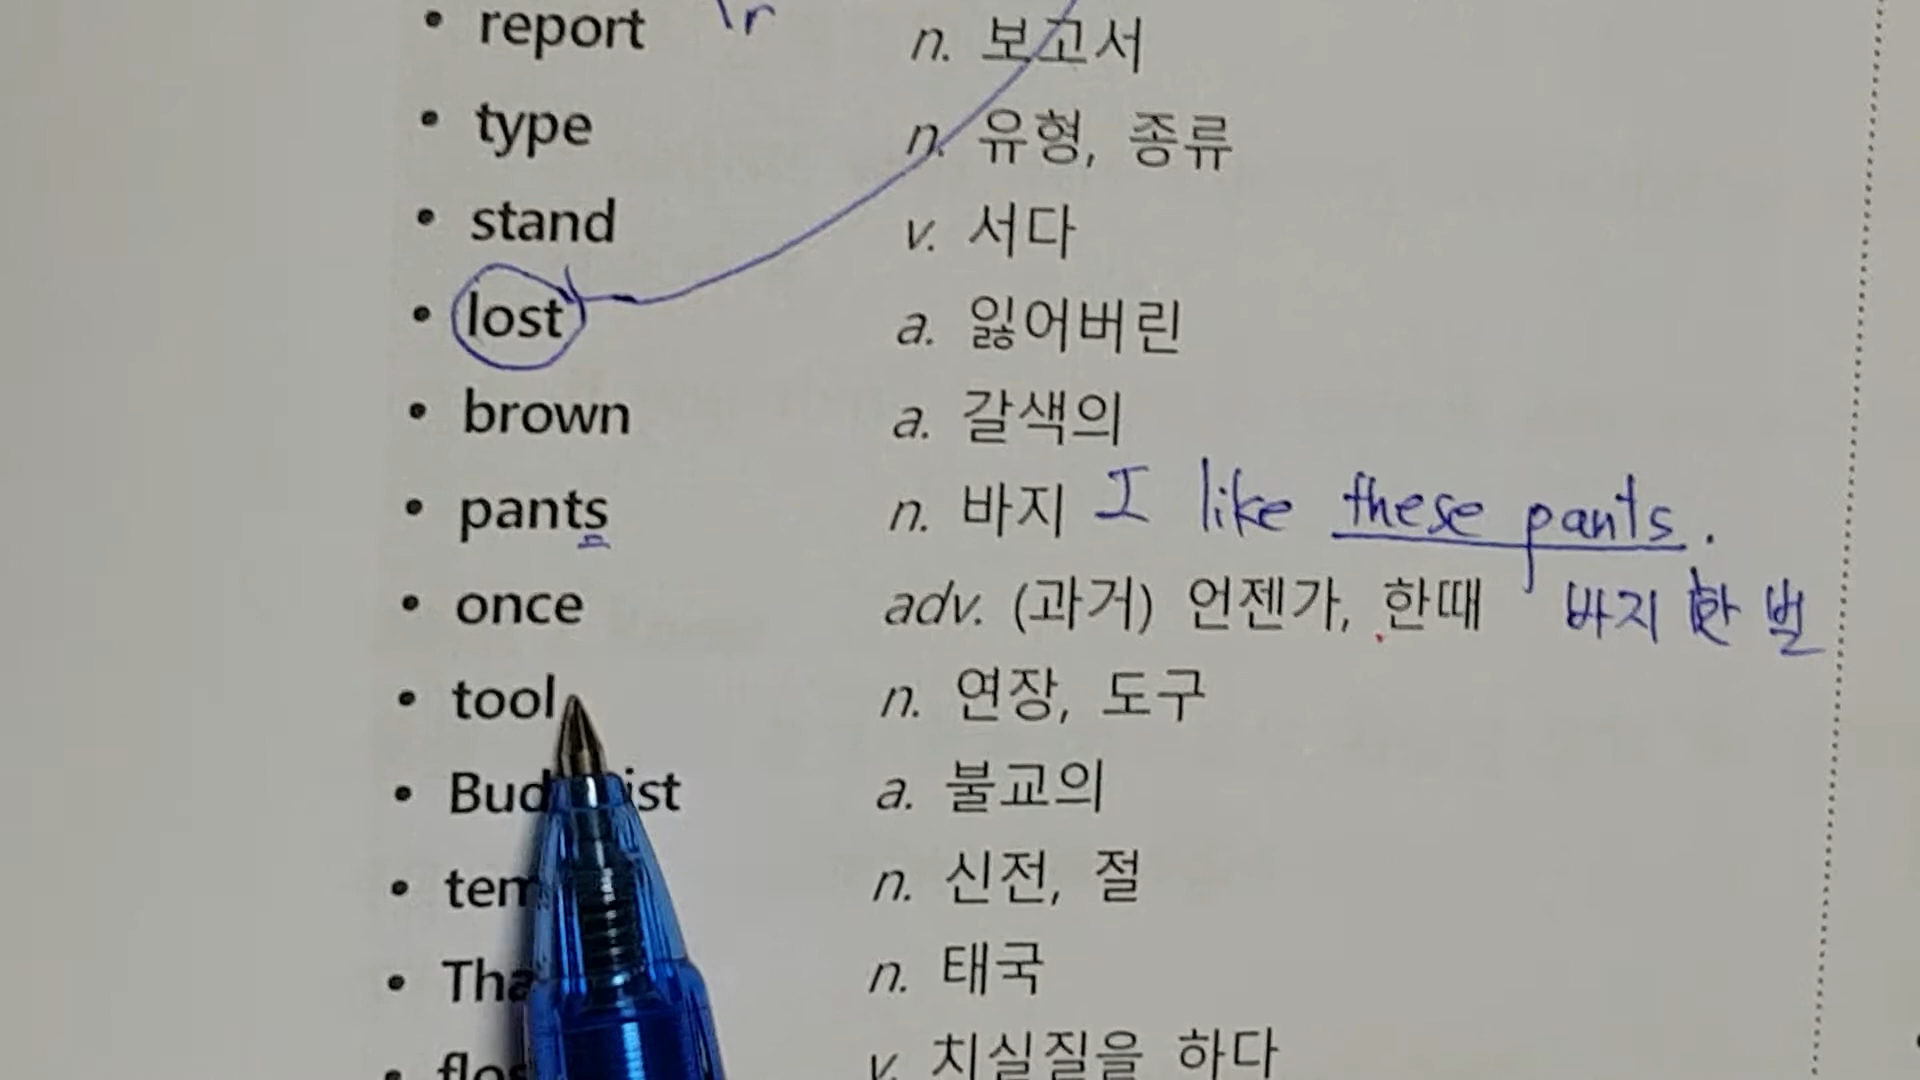 • report n. 보고서
• type n. 유형, 종류
• stand v. 서다
• lost a. 잃어버린
• brown a. 갈색의
• pants n. 바지 I like these pants.
• once adv. (과거) 언젠가, 한때 바지 한 벌
• tool n. 연장, 도구
• a. 불교의
• n. 신전, 절
• n. 태국
• v. 치실질을 하다